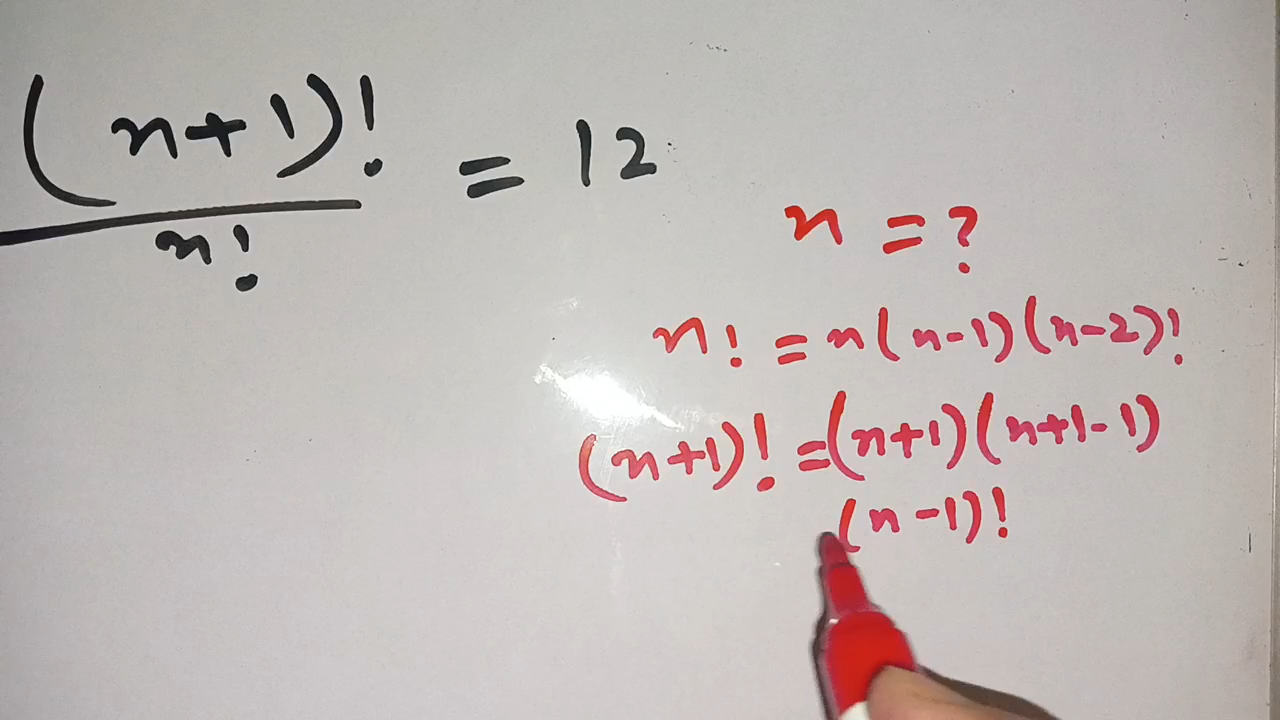 (n+1)!
n!
= 12
n = ?
n! = n(n-1)(n-2)!
(n+1)! = (n+1)(n+1-1)
(n-1)!